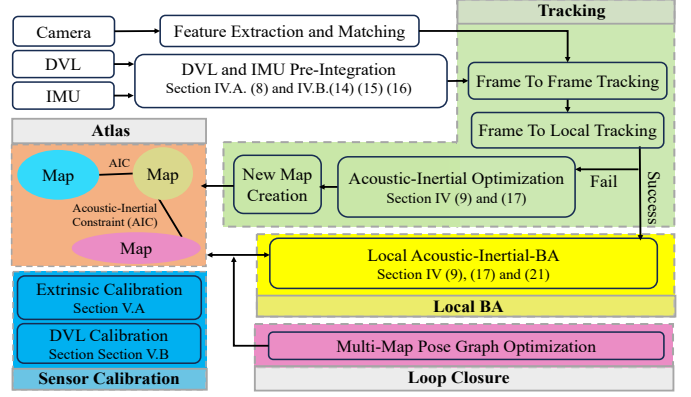 Tracking
Camera
Feature Extraction and Matching
DVL
IMU
DVL and IMU Pre-Integration
Section IV.A. (8) and IV.B.(14) (15) (16)
Frame To Frame Tracking
Frame To Local Tracking
Atlas
Map
AIC
Map
Acoustic-Inertial
Constraint (AIC)
Map
New Map
Creation
Acoustic-Inertial Optimization
Section IV (9) and (17)
Fail
Success
Local Acoustic-Inertial-BA
Section IV (9), (17) and (21)
Local BA
Extrinsic Calibration
Section V.A
DVL Calibration
Section Section V.B
Sensor Calibration
Multi-Map Pose Graph Optimization
Loop Closure